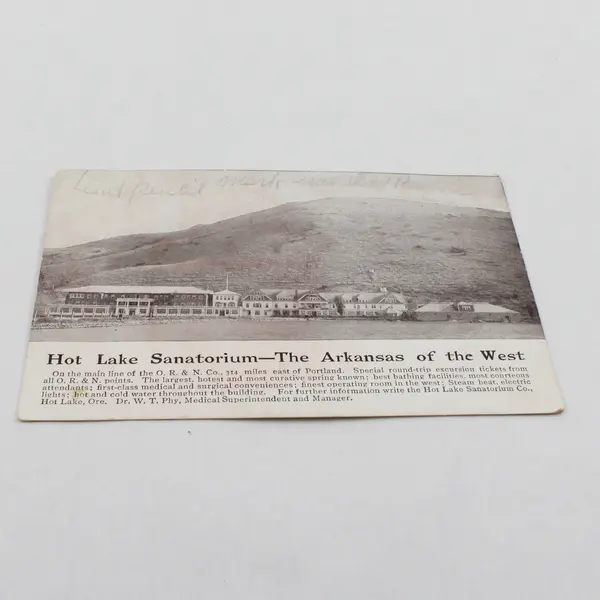 Lead pencil mark
Hot Lake Sanatorium—The Arkansas of the West
On the main line of the O. R. & N. Co., 314 miles east of Portland. Special round-trip excursion tickets from
all O. R. & N. points. The largest, hotest and most curative spring known; best bathing facilities, most courteous
attendants; first-class medical and surgical conveniences; finest operating room in the west; Steam heat, electric
lights; hot and cold water throughout the building. For further information write the Hot Lake Sanatorium Co.,
Hot Lake, Ore. Dr. W. T. Phy, Medical Superintendent and Manager.